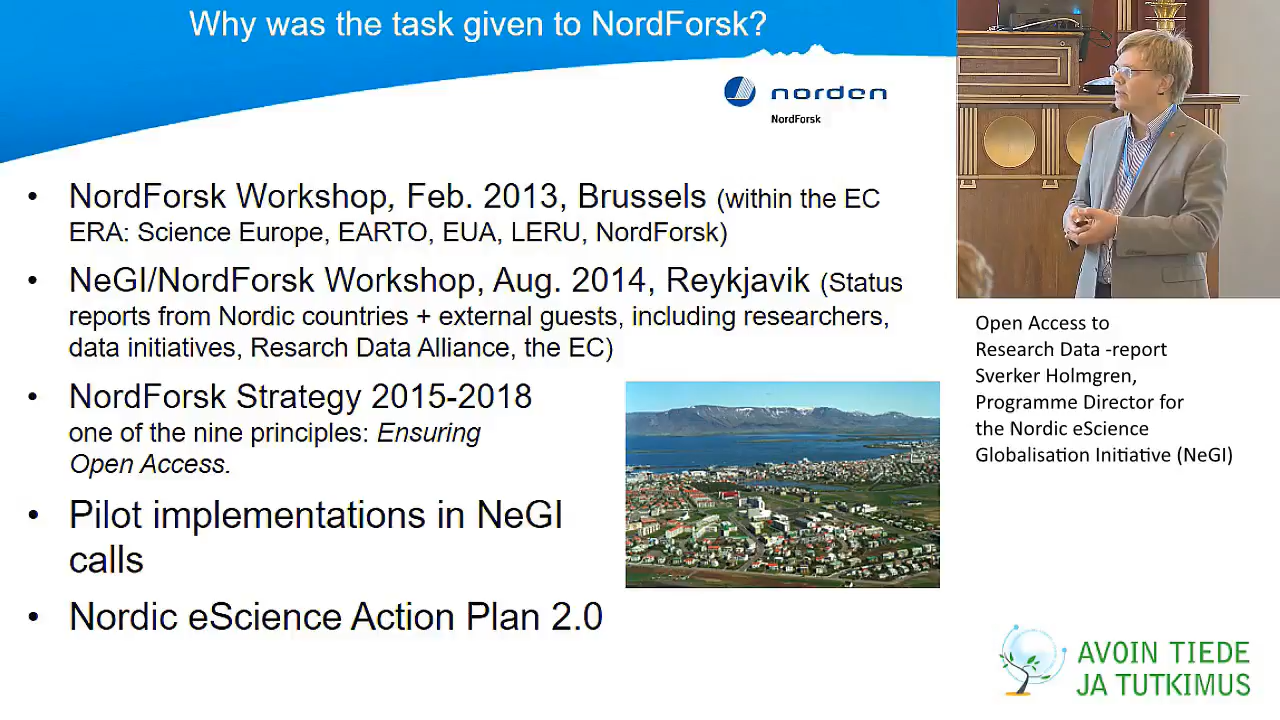 Why was the task given to NordForsk?
norden
NordForsk
• NordForsk Workshop, Feb. 2013, Brussels (within the EC
ERA: Science Europe, EARTO, EUA, LERU, NordForsk)
• NeGI/NordForsk Workshop, Aug. 2014, Reykjavik (Status
reports from Nordic countries + external guests, including researchers,
data initiatives, Resarch Data Alliance, the EC)
• NordForsk Strategy 2015-2018
one of the nine principles: Ensuring
Open Access.
• Pilot implementations in NeGI
calls
• Nordic eScience Action Plan 2.0
Open Access to
Research Data -report
Sverker Holmgren,
Programme Director for
the Nordic eScience
Globalisation Initiative (NeGI)
AVOIN TIEDE
JA TUTKIMUS